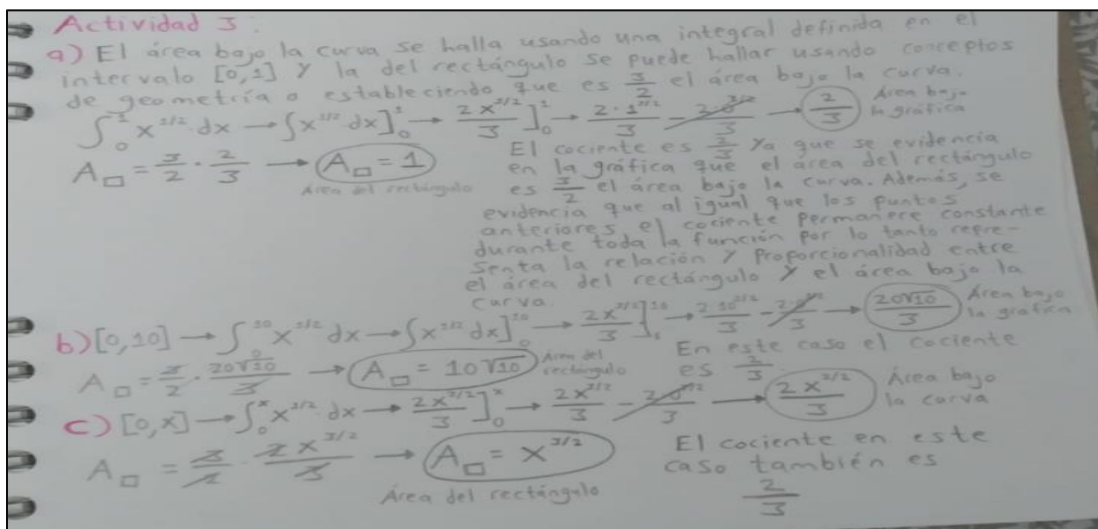 Actividad 3:
a) El área bajo la curva se halla usando una integral definida en el
intervalo [0,1] y la del rectángulo se puede hallar usando conceptos
de geometría o estableciendo que es 3/2 el área bajo la curva.
∫₀¹ x^{1/2} dx → ∫x^{1/2} dx]₀¹ → 2x^{3/2}/3]₀¹ → 2·1^{3/2}/3 - 2·0^{3/2}/3 → 2/3 Área bajo la gráfica
A□ = 3/2 · 2/3 → A□ = 1
Área del rectángulo
El cociente es 2/3 ya que se evidencia
en la gráfica que el área del rectángulo
es 3/2 el área bajo la curva. Además, se
evidencia que al igual que los puntos
anteriores el cociente permanece constante
durante toda la función por lo tanto repre-
senta la relación y proporcionalidad entre
el área del rectángulo y el área bajo la
curva.
b) [0,10] → ∫₀¹⁰ x^{1/2} dx → ∫x^{1/2} dx]₀¹⁰ → 2x^{3/2}/3]₀¹⁰ → 2·10^{3/2}/3 - 2·0^{3/2}/3 → 20√10/3 Área bajo la gráfica
A□ = 3/2 · 20√10/3 → A□ = 10√10 Área del rectángulo
En este caso el cociente
es 2/3
c) [0,x] → ∫₀ˣ x^{1/2} dx → 2x^{3/2}/3]₀ˣ → 2x^{3/2}/3 - 2·0^{3/2}/3 → 2x^{3/2}/3 Área bajo la curva
A□ = 3/2 · 2x^{3/2}/3 → A□ = x^{3/2}
Área del rectángulo
El cociente en este
caso también es
2/3